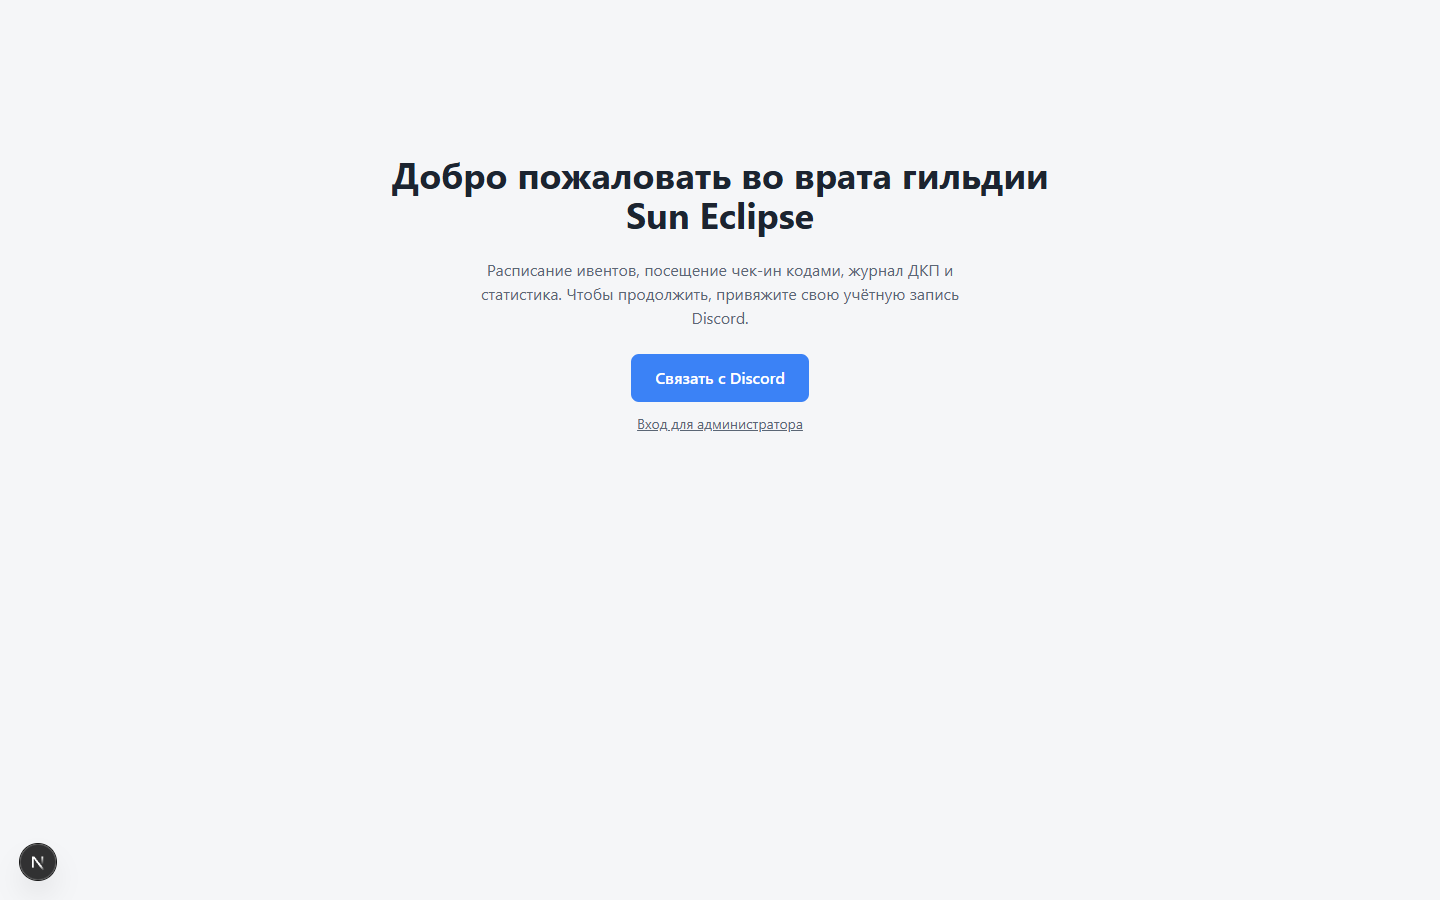 Добро пожаловать во врата гильдии
Sun Eclipse
Расписание ивентов, посещение чек-ин кодами, журнал ДКП и
статистика. Чтобы продолжить, привяжите свою учётную запись
Discord.
Связать с Discord
Вход для администратора
N